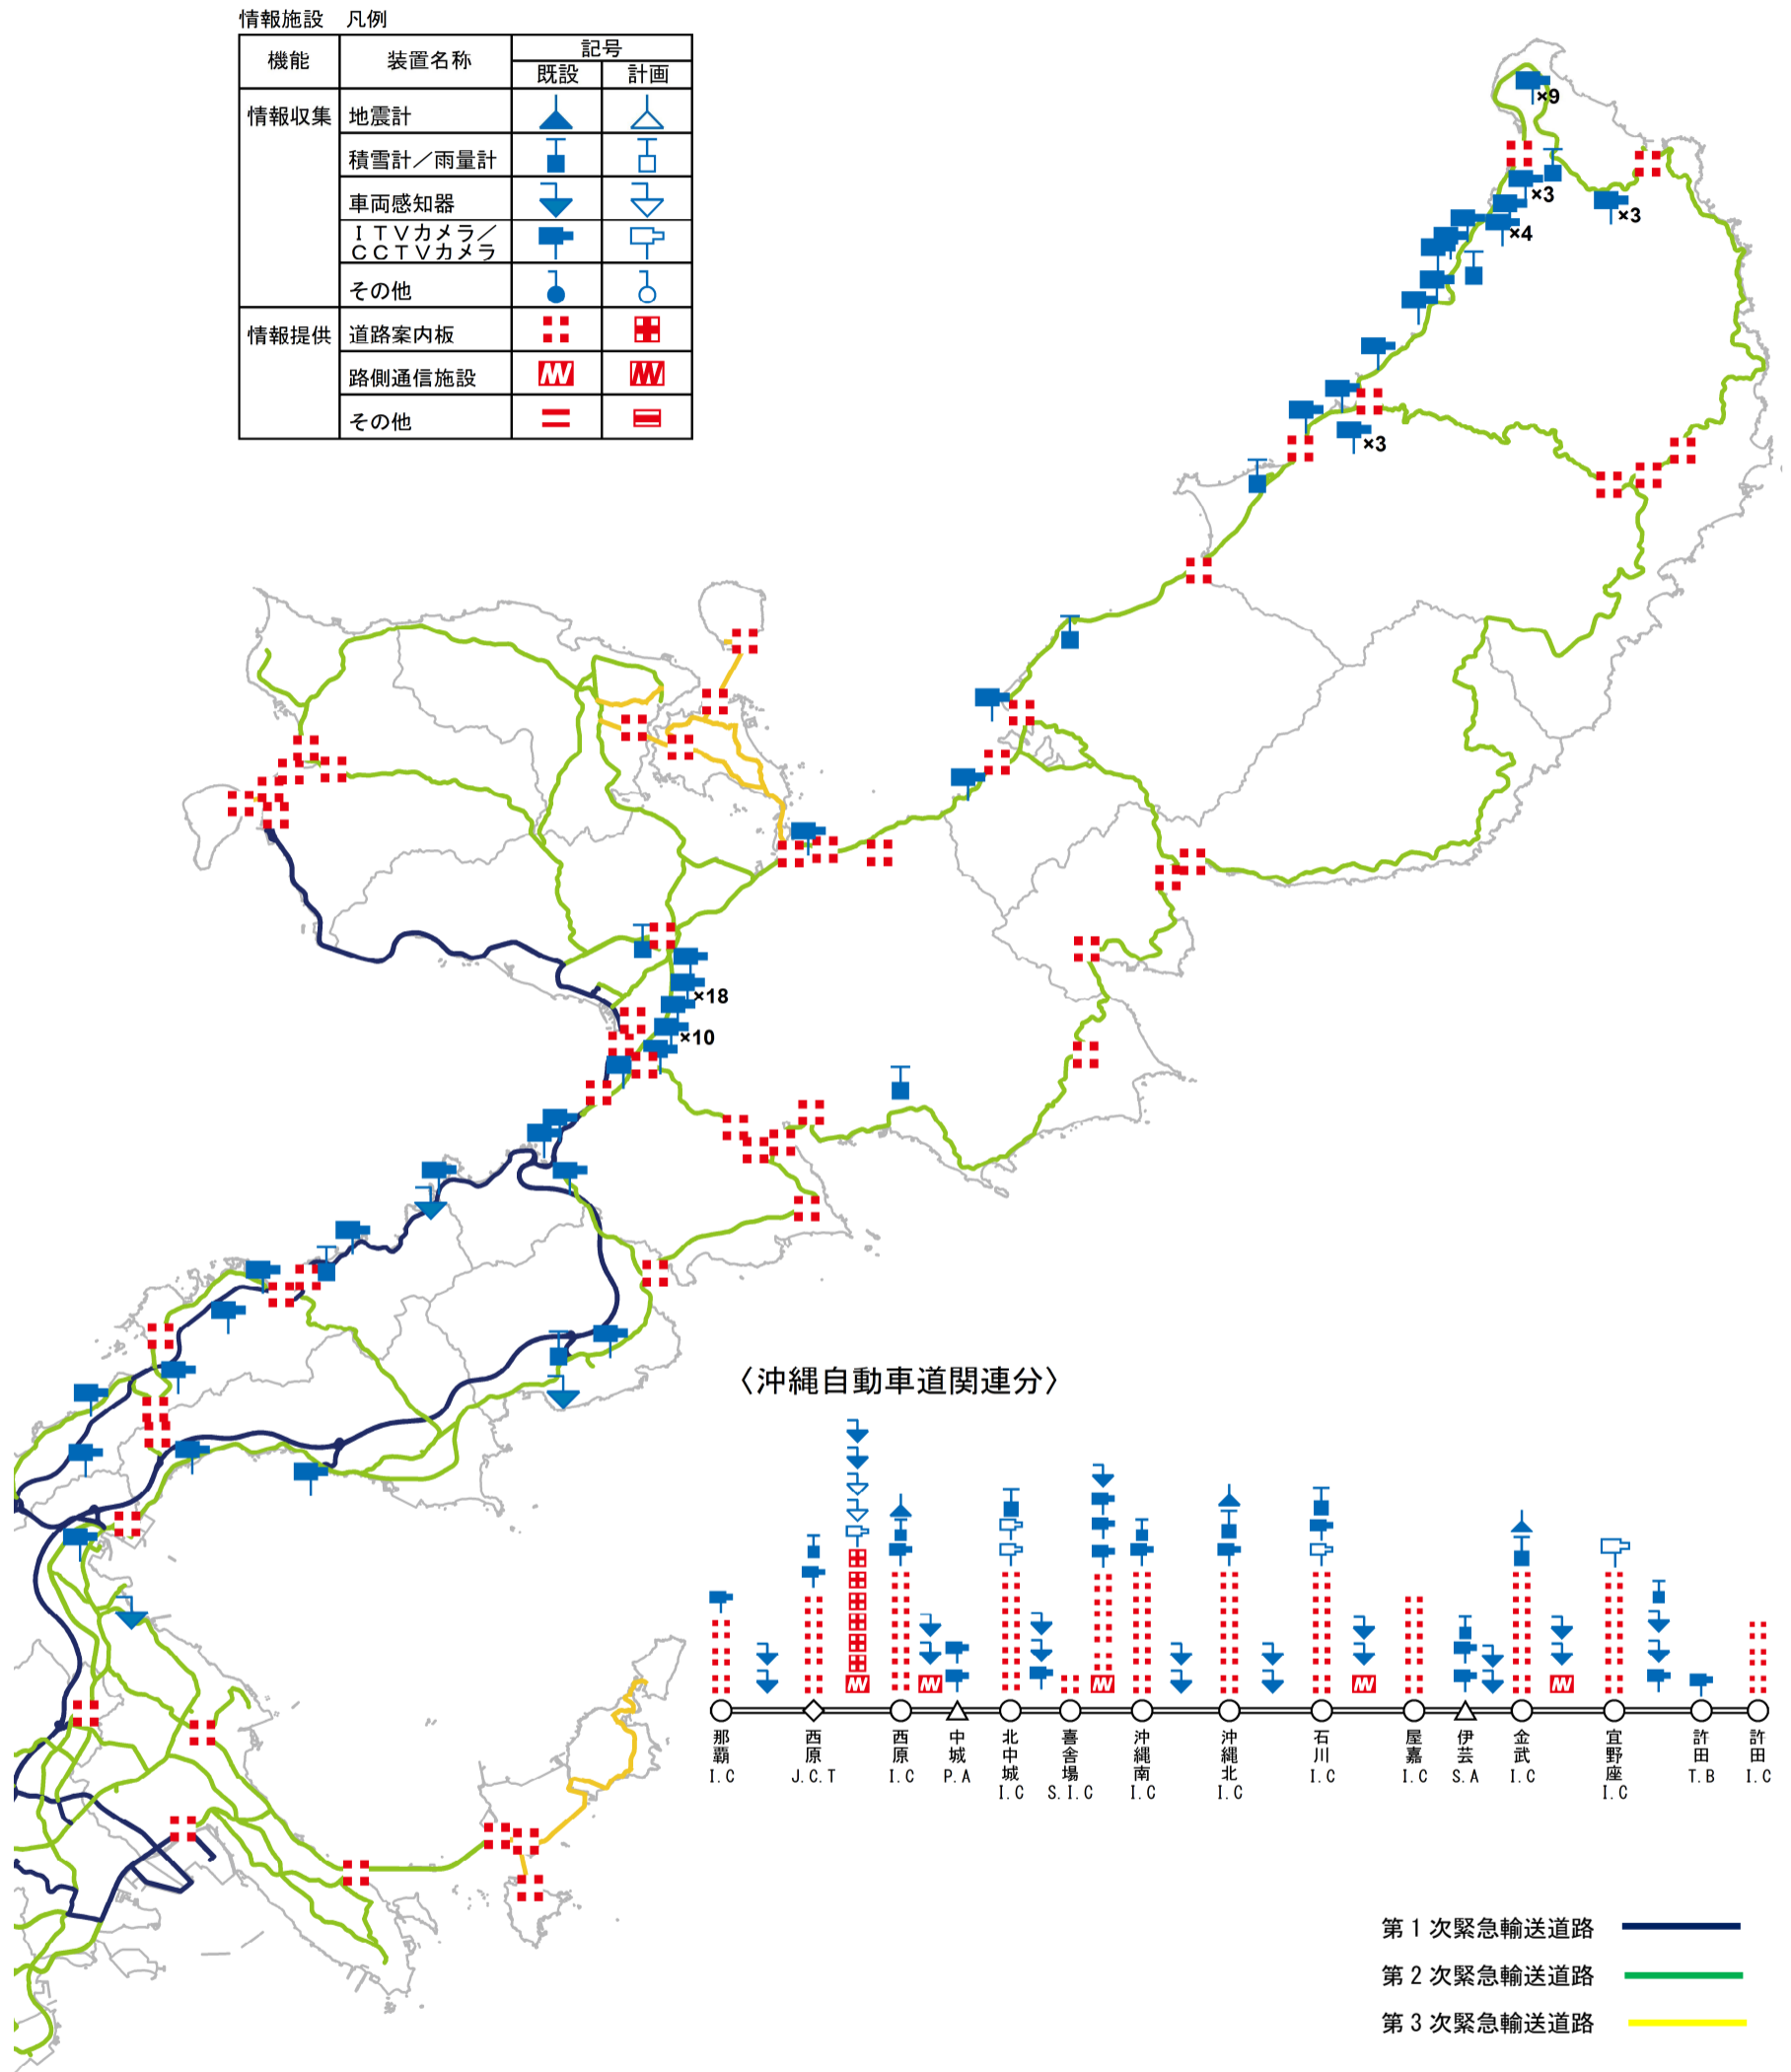 情報施設　凡例
機能
装置名称
記号
既設
計画
情報収集
地震計
積雪計／雨量計
車両感知器
ＩＴＶカメラ／
ＣＣＴＶカメラ
その他
情報提供
道路案内板
路側通信施設
その他
×9
×3
×3
×4
×3
×18
×10
〈沖縄自動車道関連分〉
那覇
I.C
西原
J.C.T
西原
I.C
中城
P.A
北中城
I.C
喜舎場
S.I.C
沖縄南
I.C
沖縄北
I.C
石川
I.C
屋嘉
I.C
伊芸
S.A
金武
I.C
宜野座
I.C
許田
T.B
許田
I.C
第１次緊急輸送道路
第２次緊急輸送道路
第３次緊急輸送道路